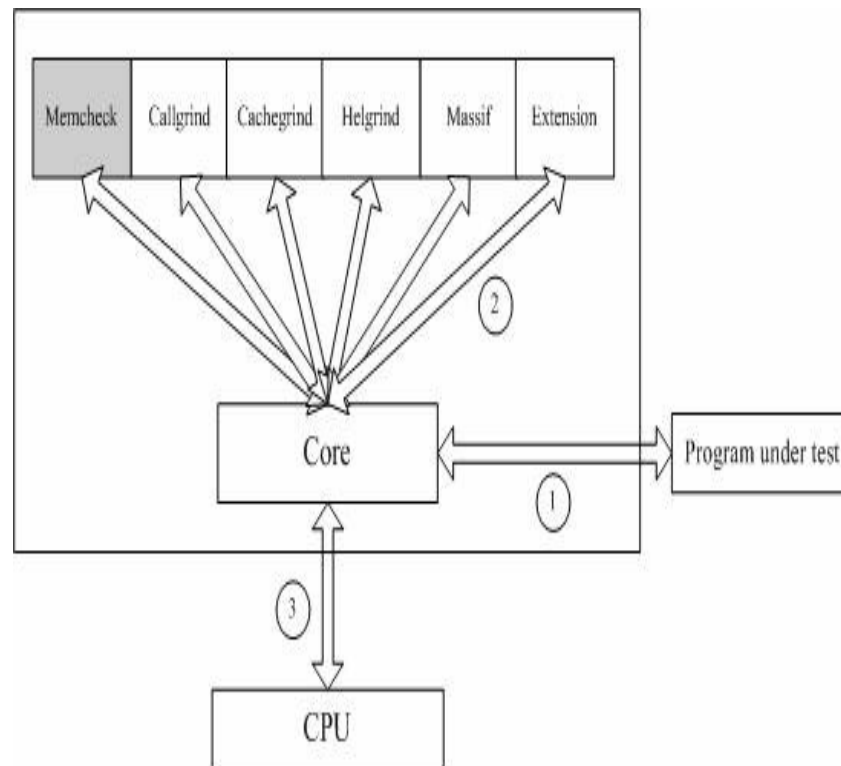 Memcheck Callgrind Cachegrind Helgrind Massif Extension
2
Core
Program under test
1
3
CPU